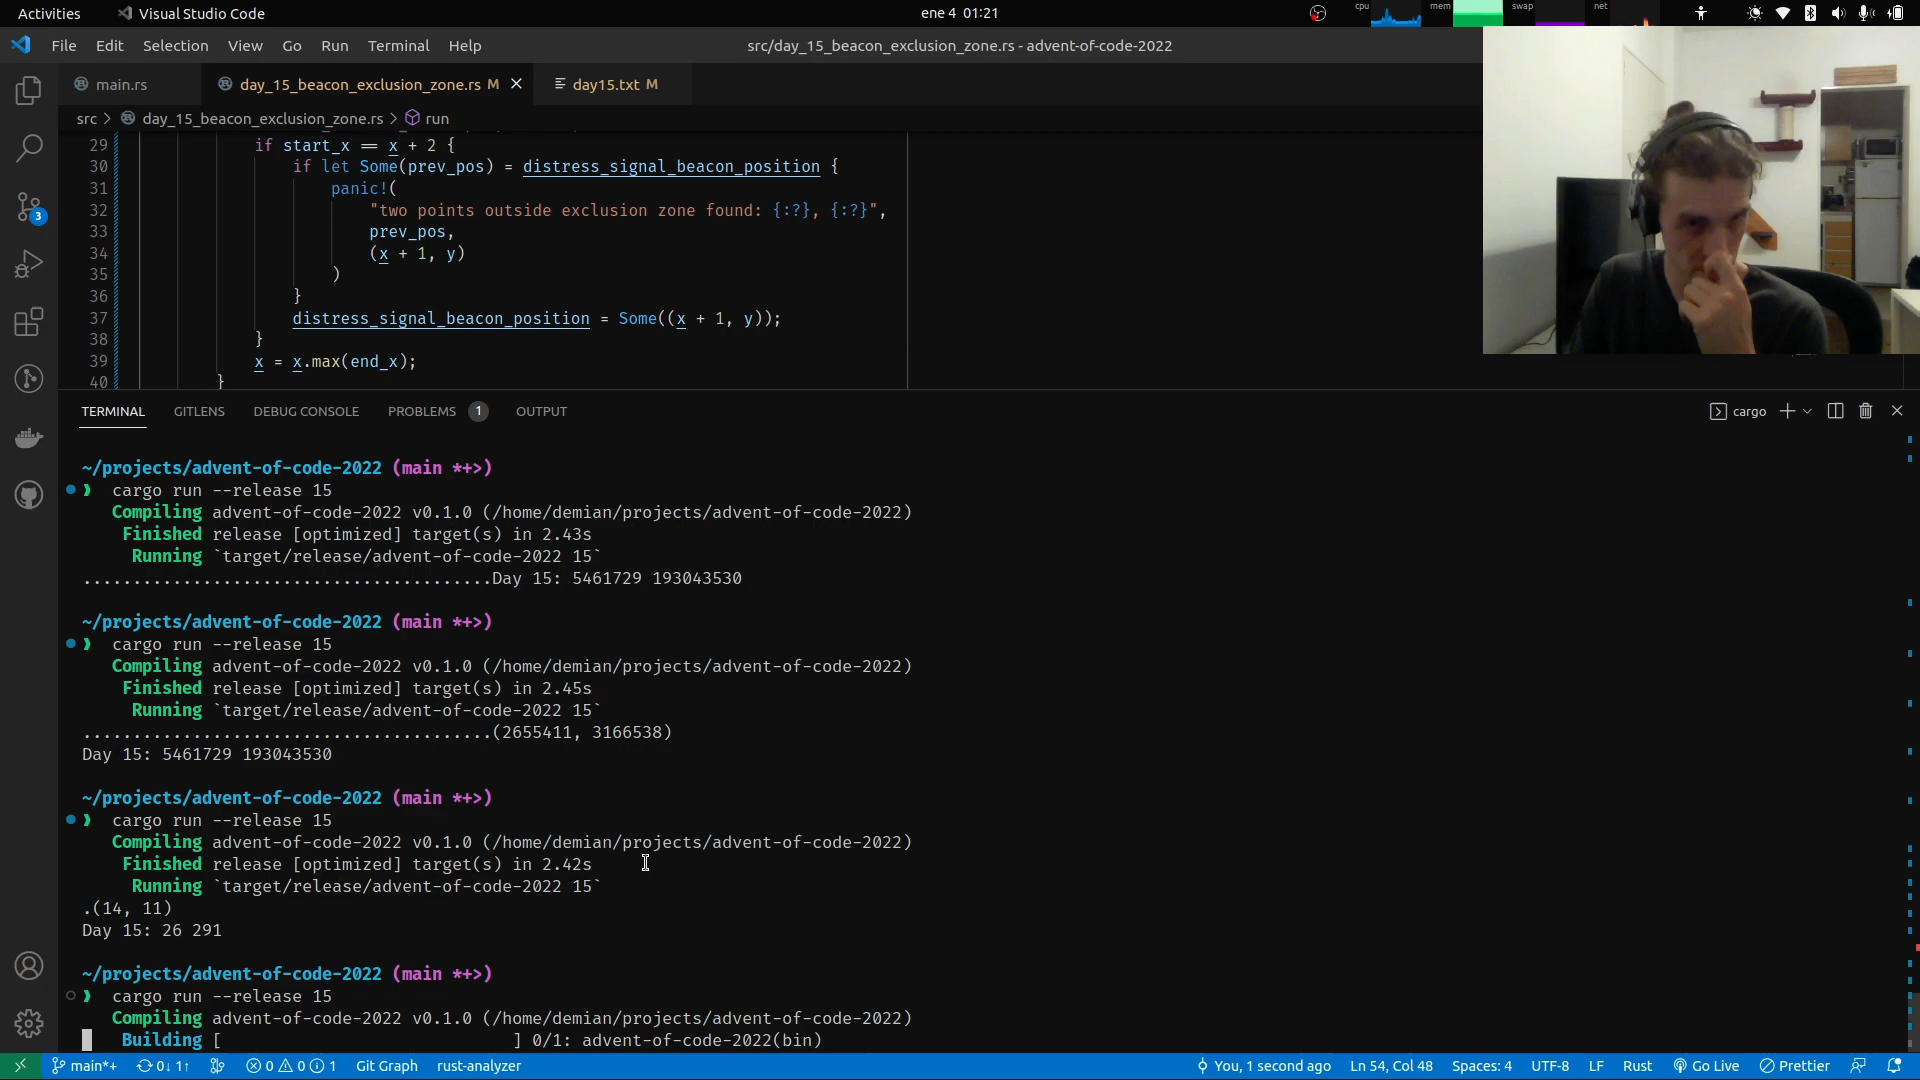 Activities
Visual Studio Code
ene 4 01:21
cpu
mem
swap
net
File Edit Selection View Go Run Terminal Help
src/day_15_beacon_exclusion_zone.rs - advent-of-code-2022
main.rs
day_15_beacon_exclusion_zone.rs M
day15.txt M
src > day_15_beacon_exclusion_zone.rs > run
3
29 if start_x == x + 2 {
30 if let Some(prev_pos) = distress_signal_beacon_position {
31 panic!(
32 "two points outside exclusion zone found: {:?}, {:?}",
33 prev_pos,
34 (x + 1, y)
35 )
36 }
37 distress_signal_beacon_position = Some((x + 1, y));
38 }
39 x = x.max(end_x);
40 }
TERMINAL GITLENS DEBUG CONSOLE PROBLEMS 1 OUTPUT
cargo
~/projects/advent-of-code-2022 (main *+>)
❱ cargo run --release 15
Compiling advent-of-code-2022 v0.1.0 (/home/demian/projects/advent-of-code-2022)
Finished release [optimized] target(s) in 2.43s
Running `target/release/advent-of-code-2022 15`
.........................................Day 15: 5461729 193043530
~/projects/advent-of-code-2022 (main *+>)
❱ cargo run --release 15
Compiling advent-of-code-2022 v0.1.0 (/home/demian/projects/advent-of-code-2022)
Finished release [optimized] target(s) in 2.45s
Running `target/release/advent-of-code-2022 15`
.........................................(2655411, 3166538)
Day 15: 5461729 193043530
~/projects/advent-of-code-2022 (main *+>)
❱ cargo run --release 15
Compiling advent-of-code-2022 v0.1.0 (/home/demian/projects/advent-of-code-2022)
Finished release [optimized] target(s) in 2.42s
Running `target/release/advent-of-code-2022 15`
.(14, 11)
Day 15: 26 291
~/projects/advent-of-code-2022 (main *+>)
❱ cargo run --release 15
Compiling advent-of-code-2022 v0.1.0 (/home/demian/projects/advent-of-code-2022)
Building [ ] 0/1: advent-of-code-2022(bin)
main*+ 0↓ 1↑ 0 0 1 Git Graph rust-analyzer
You, 1 second ago Ln 54, Col 48 Spaces: 4 UTF-8 LF Rust Go Live Prettier